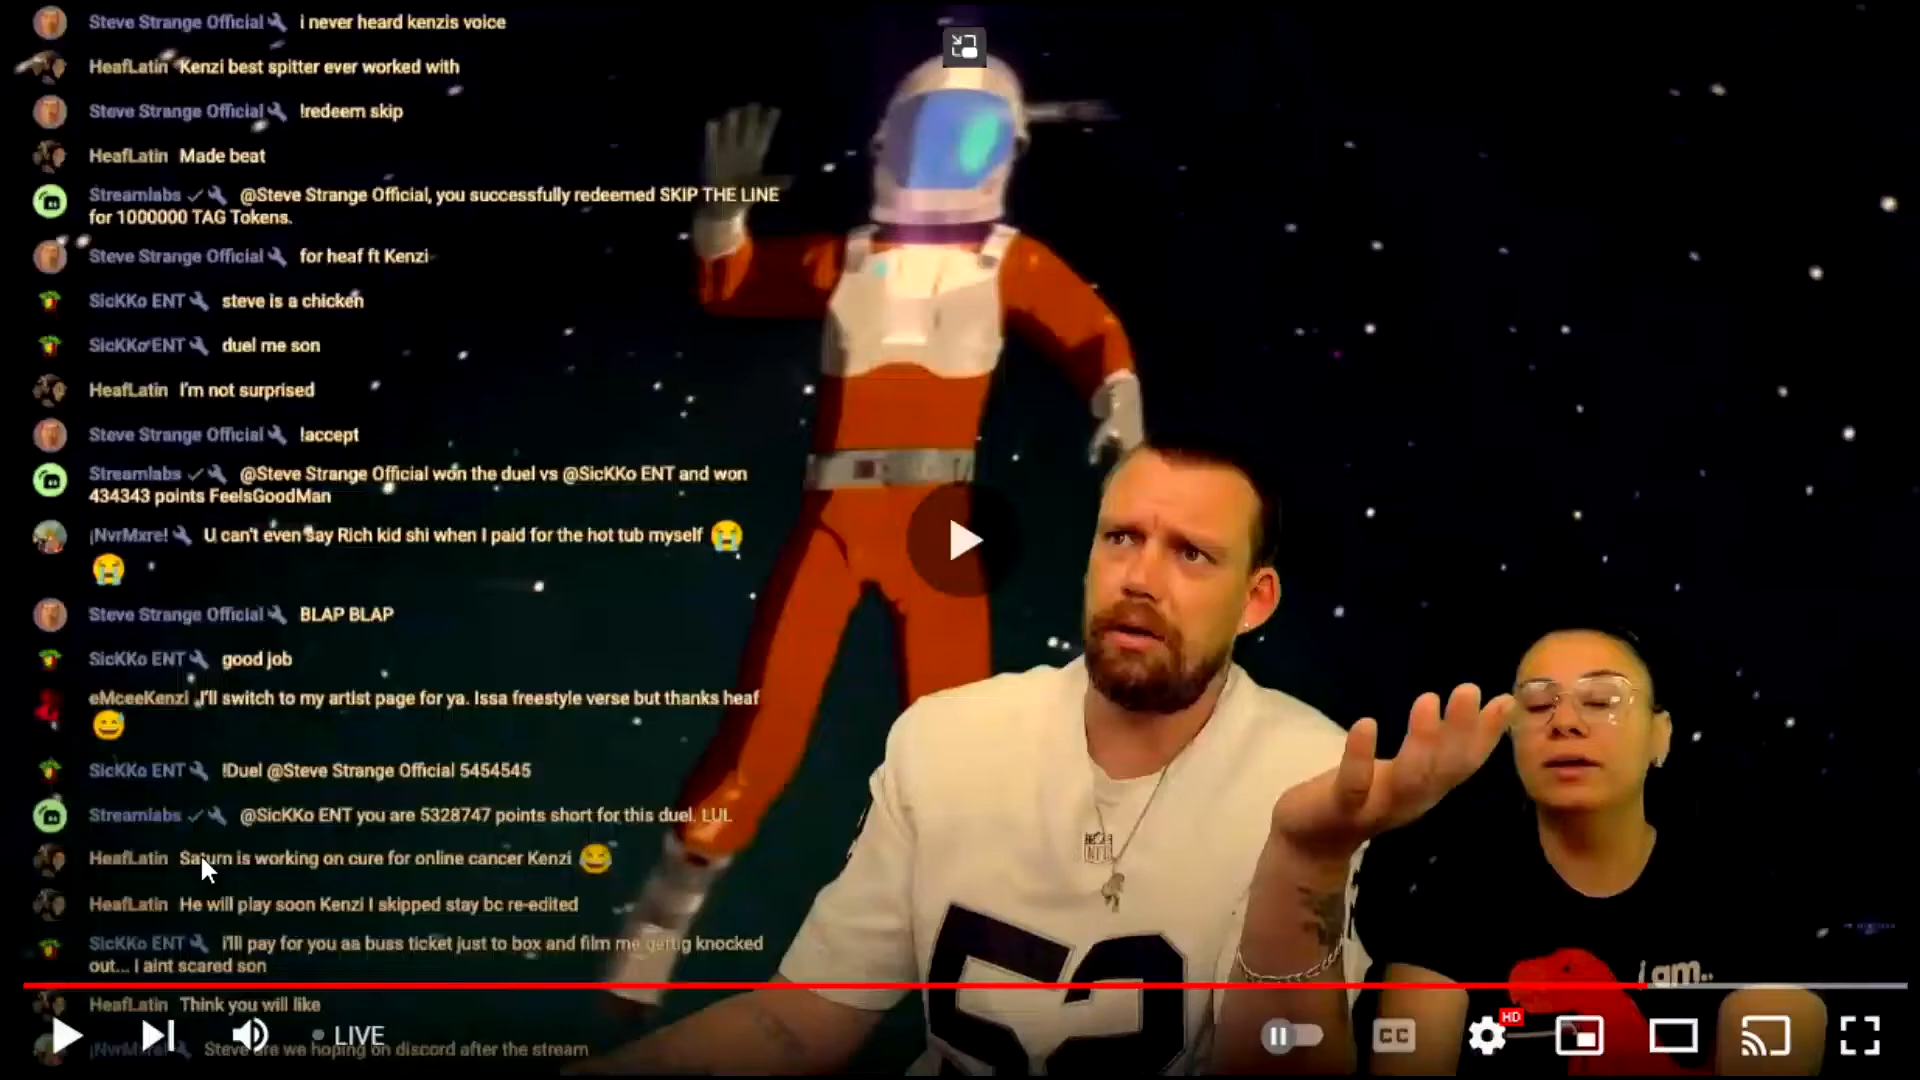 Steve Strange Official i never heard kenzis voice
HeafLatin Kenzi best spitter ever worked with
Steve Strange Official !redeem skip
HeafLatin Made beat
Streamlabs @Steve Strange Official, you successfully redeemed SKIP THE LINE
for 1000000 TAG Tokens.
Steve Strange Official for heaf ft Kenzi
SicKKo ENT steve is a chicken
SicKKo ENT duel me son
HeafLatin I'm not surprised
Steve Strange Official !accept
Streamlabs @Steve Strange Official won the duel vs @SicKKo ENT and won
434343 points FeelsGoodMan
¡NvrMxre! U can't even say Rich kid shi when I paid for the hot tub myself 😭
😭
Steve Strange Official BLAP BLAP
SicKKo ENT good job
eMceeKenzI I'll switch to my artist page for ya. Issa freestyle verse but thanks heaf
😅
SicKKo ENT !Duel @Steve Strange Official 5454545
Streamlabs @SicKKo ENT you are 5328747 points short for this duel. LUL
HeafLatin Saturn is working on cure for online cancer Kenzi 😂
HeafLatin He will play soon Kenzi I skipped stay bc re-edited
SicKKo ENT i'lll pay for you aa buss ticket just to box and film me gettig knocked
out... I aint scared son
HeafLatin Think you will like
Steve are we hoping on discord after the stream
LIVE
CC
HD
NFL
52
i am..